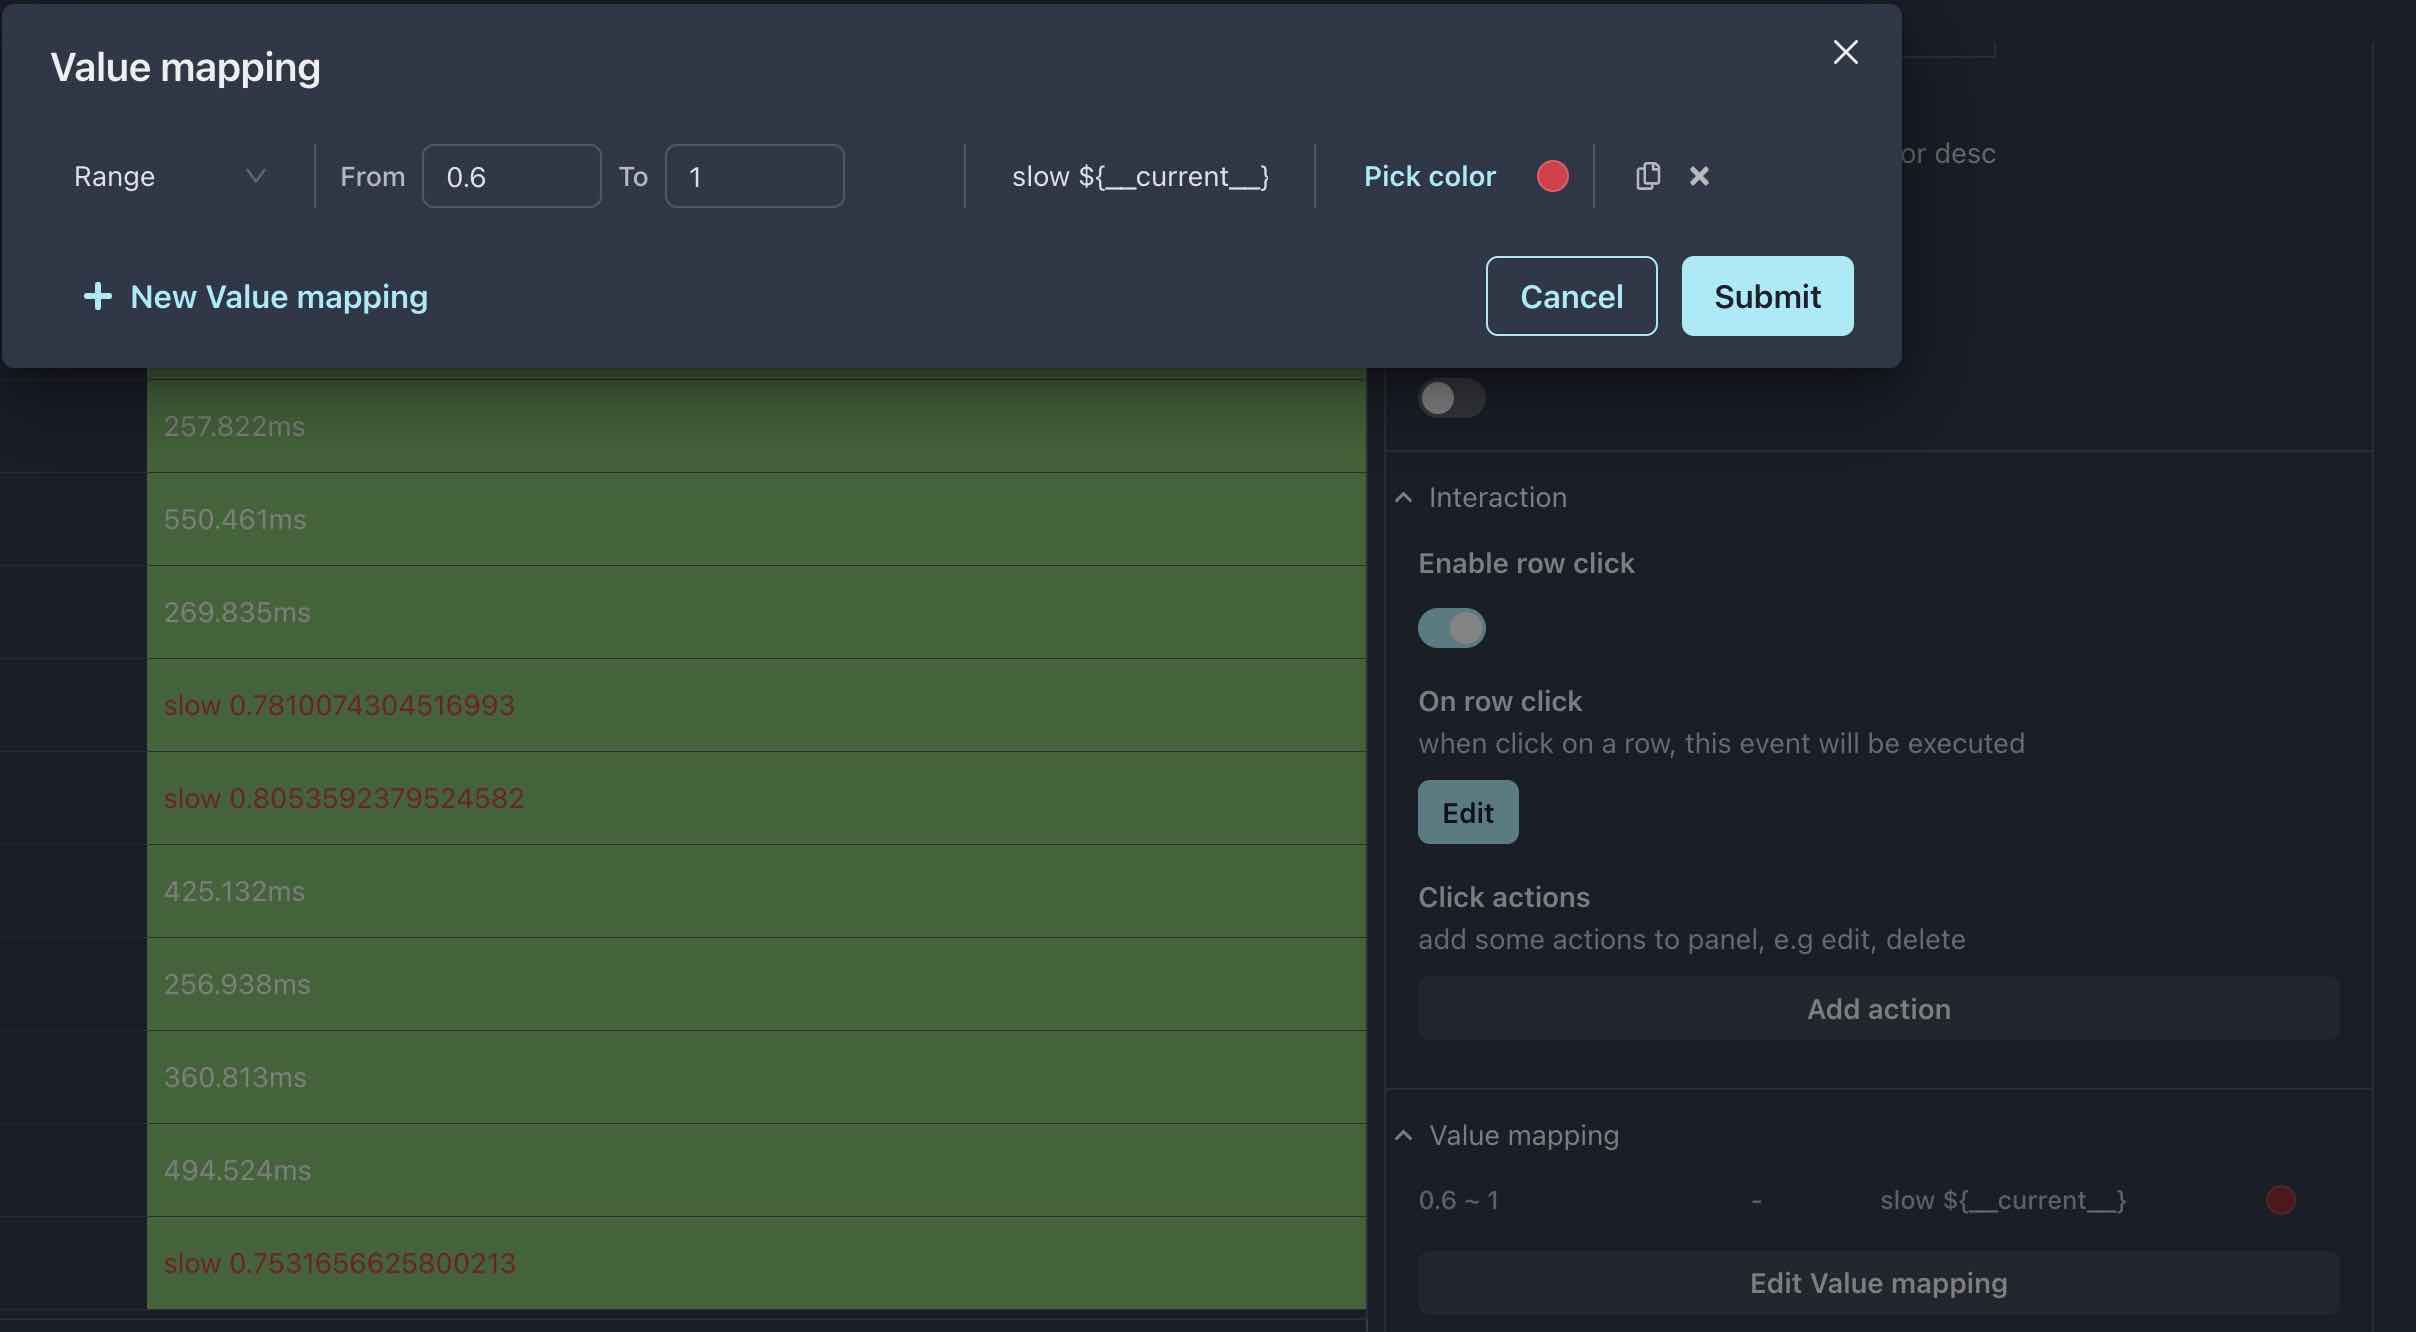 Value mapping
Range From 0.6 To 1 slow ${__current__} Pick color
New Value mapping Cancel Submit
or desc
257.822ms
550.461ms
269.835ms
slow 0.7810074304516993
slow 0.8053592379524582
425.132ms
256.938ms
360.813ms
494.524ms
slow 0.7531656625800213
Interaction
Enable row click
On row click
when click on a row, this event will be executed
Edit
Click actions
add some actions to panel, e.g edit, delete
Add action
Value mapping
0.6 ~ 1 - slow ${__current__}
Edit Value mapping